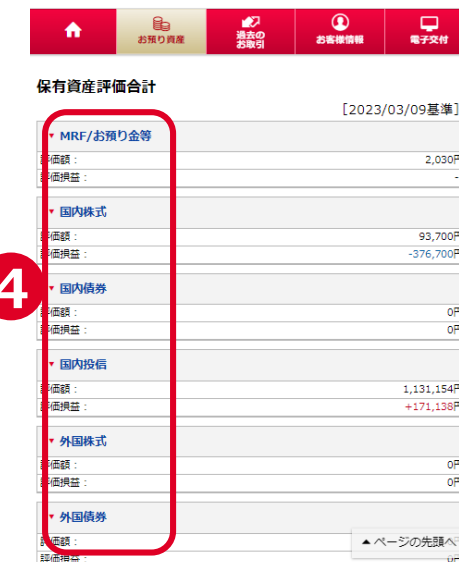 お預り資産
過去の
お取引
お客様情報
電子交付
保有資産評価合計
[2023/03/09基準]
▼ MRF/お預り金等
評価額： 2,030円
評価損益： -
▼ 国内株式
評価額： 93,700円
評価損益： -376,700円
4
▼ 国内債券
評価額： 0円
評価損益： 0円
▼ 国内投信
評価額： 1,131,154円
評価損益： +171,138円
▼ 外国株式
評価額： 0円
評価損益： 0円
▼ 外国債券
評価額：
▲ ページの先頭へ
評価損益： 0円